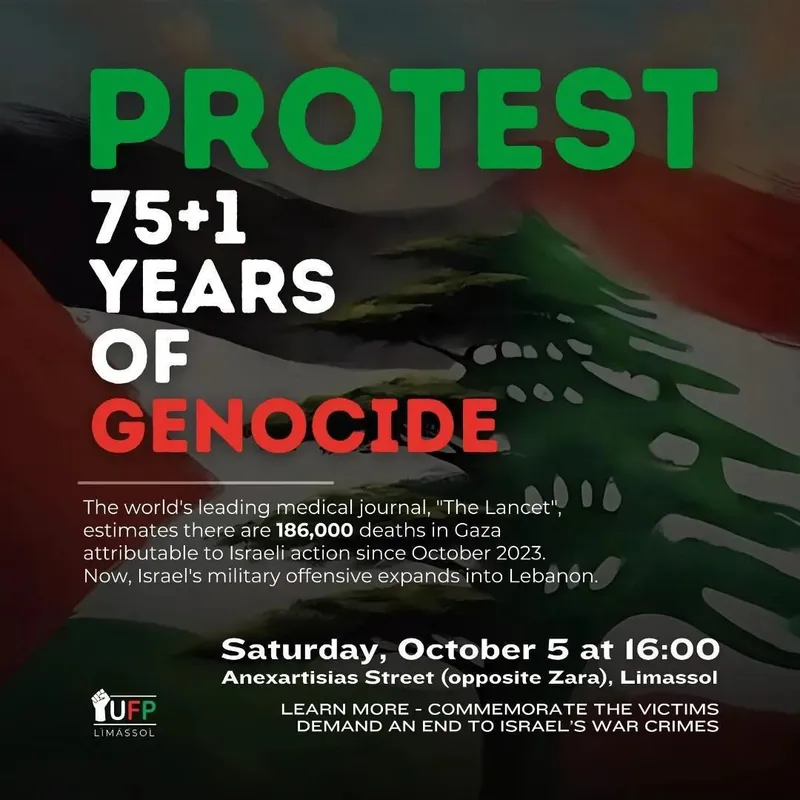 PROTEST
75+1
YEARS
OF
GENOCIDE
The world's leading medical journal, "The Lancet",
estimates there are 186,000 deaths in Gaza
attributable to Israeli action since October 2023.
Now, Israel's military offensive expands into Lebanon.
Saturday, October 5 at 16:00
Anexartisias Street (opposite Zara), Limassol
LEARN MORE - COMMEMORATE THE VICTIMS
DEMAND AN END TO ISRAEL'S WAR CRIMES
UFP
LIMASSOL